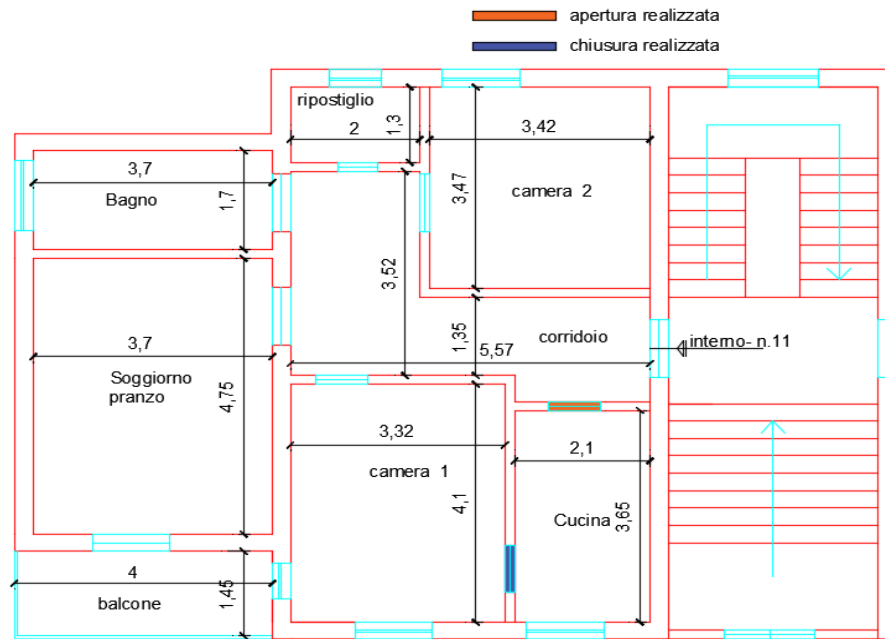 apertura realizzata
chiusura realizzata
ripostiglio
2
1,3
3,42
3,47
camera 2
3,7
Bagno
1,7
3,52
1,35
corridoio
5,57
interno- n.11
3,7
Soggiorno
pranzo
4,75
3,32
camera 1
4,1
2,1
Cucina
3,65
4
balcone
1,45